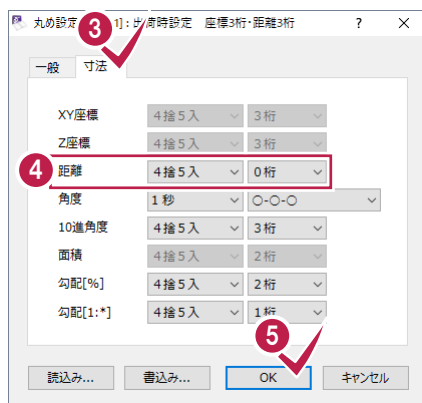 丸め設定 1]: 出荷時設定 座標3桁・距離3桁 ? ×
3
一般 寸法
XY座標 4捨5入 3桁
Z座標 4捨5入 3桁
4 距離 4捨5入 0桁
角度 1秒 ○-○-○
10進角度 4捨5入 3桁
面積 4捨5入 2桁
勾配[%] 4捨5入 2桁
勾配[1:*] 4捨5入 1桁
5
読込み... 書込み... OK キャンセル